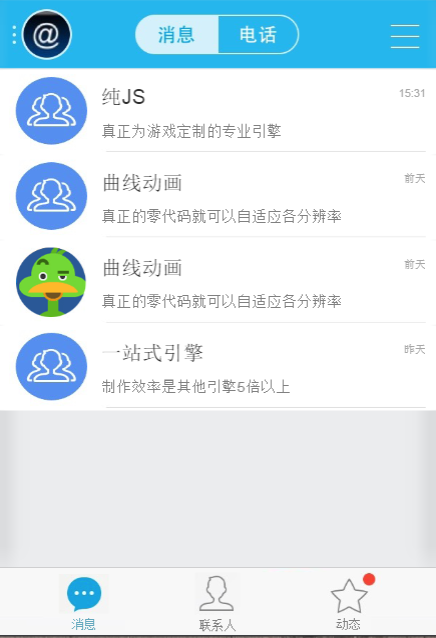 @
消息 电话
纯JS 15:31
真正为游戏定制的专业引擎
曲线动画 前天
真正的零代码就可以自适应各分辨率
曲线动画 前天
真正的零代码就可以自适应各分辨率
一站式引擎 昨天
制作效率是其他引擎5倍以上
消息 联系人 动态